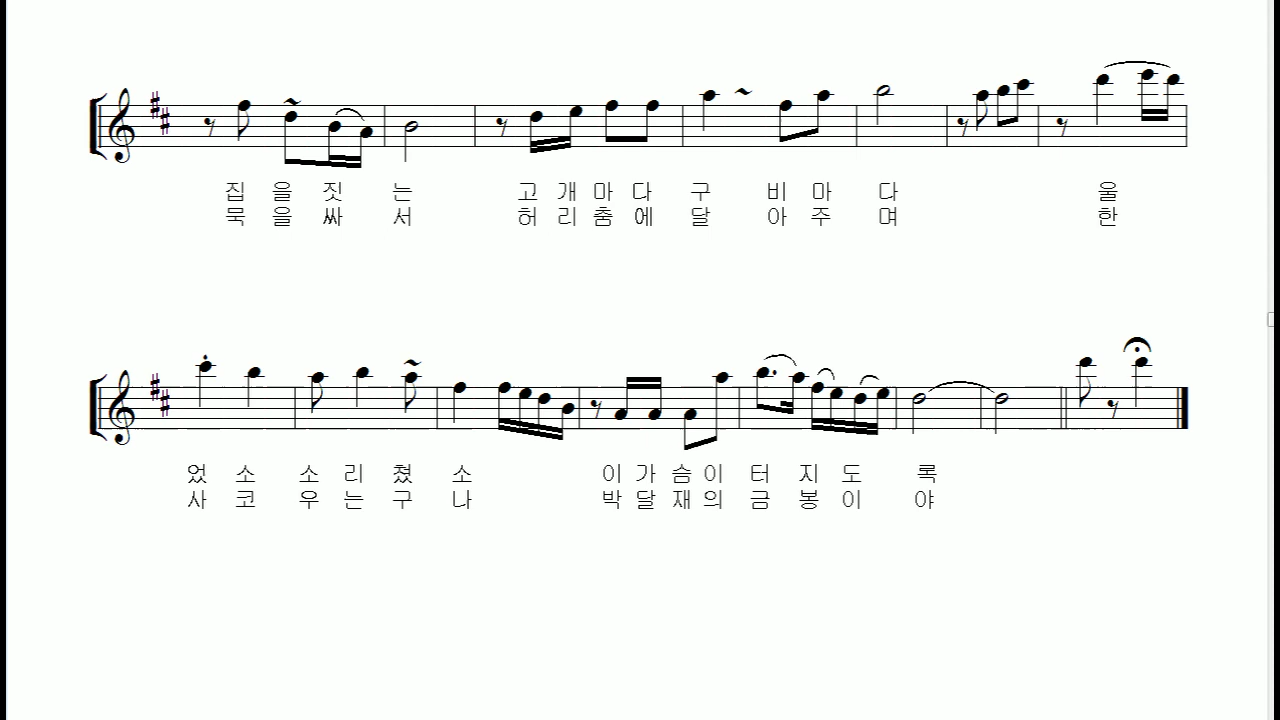 집 을 짓 는 고 개 마 다 구 비 마 다 울
묵 을 싸 서 허 리 춤 에 달 아 주 며 한
었 소 소 리 쳤 소 이 가 슴 이 터 지 도 록
사 코 우 는 구 나 박 달 재 의 금 봉 이 야